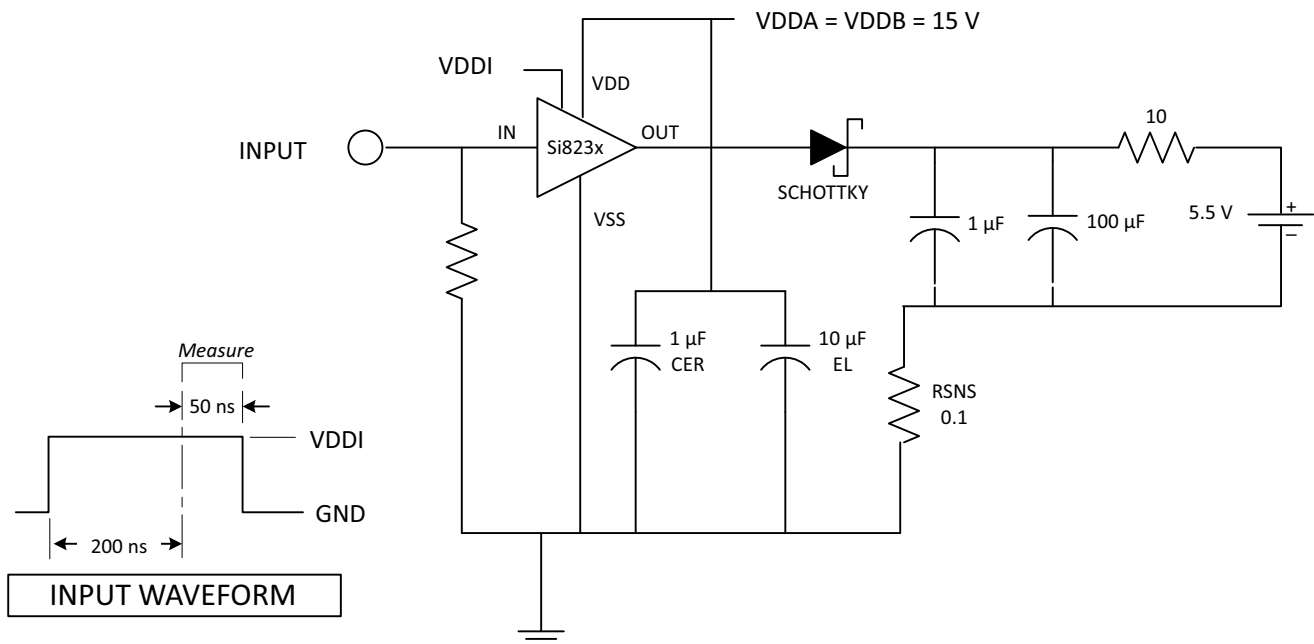 VDDA = VDDB = 15 V
VDDI
VDD
10
INPUT
IN
Si823x
OUT
SCHOTTKY
VSS
1 µF
100 µF
5.5 V
+
–
1 µF
CER
10 µF
EL
RSNS
0.1
Measure
50 ns
VDDI
GND
200 ns
INPUT WAVEFORM